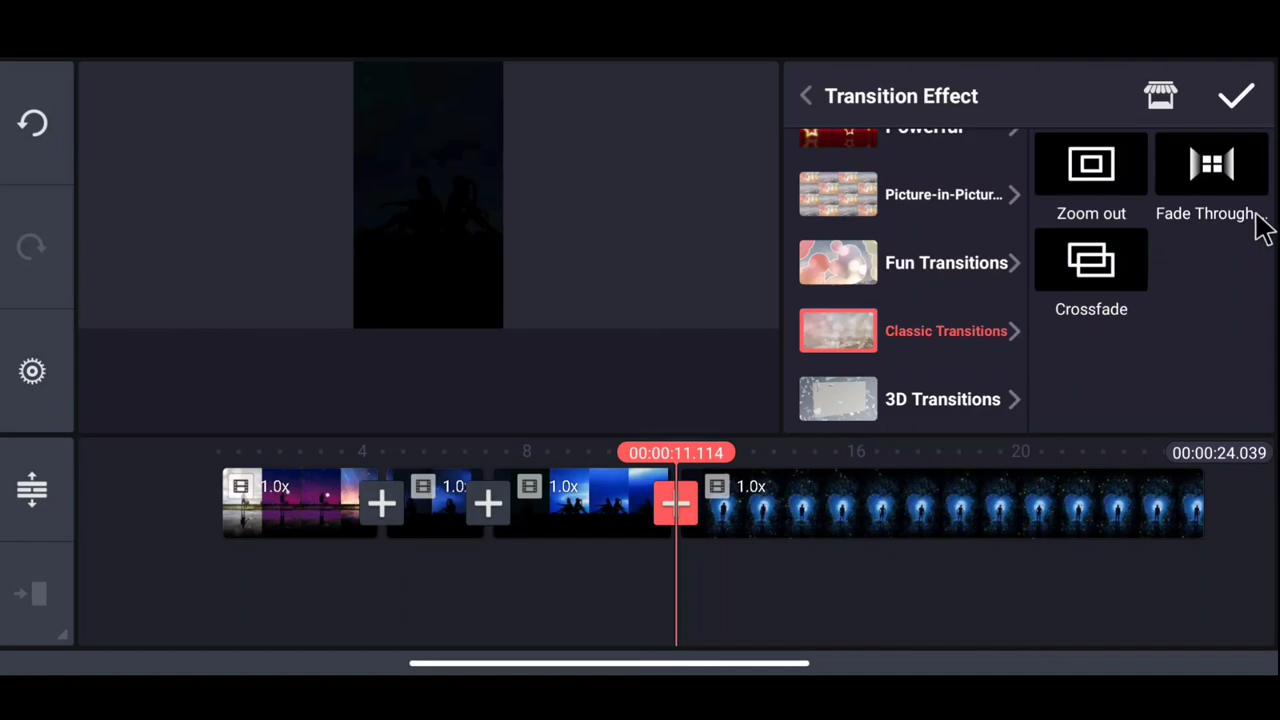 Transition Effect
Powerful
Picture-in-Pictur...
Fun Transitions
Classic Transitions
3D Transitions
Zoom out
Fade Through...
Crossfade
4
8
00:00:11.114
16
20
00:00:24.039
1.0x
1.0
1.0x
1.0x